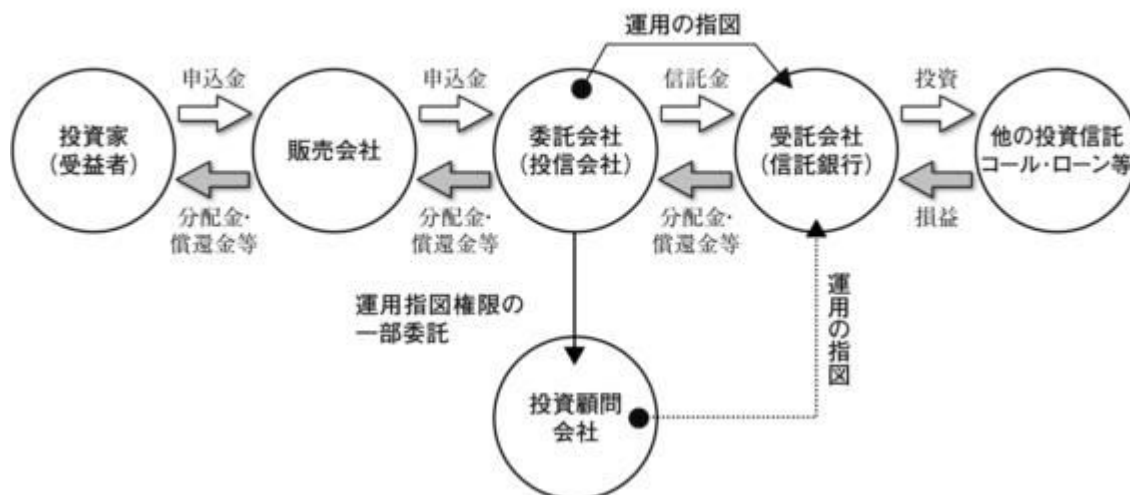 運用の指図
申込金
申込金
信託金
投資
投資家
（受益者）
販売会社
委託会社
（投信会社）
受託会社
（信託銀行）
他の投資信託
コール・ローン等
分配金・
償還金等
分配金・
償還金等
分配金・
償還金等
損益
運用指図権限の
一部委託
運用の指図
投資顧問
会社